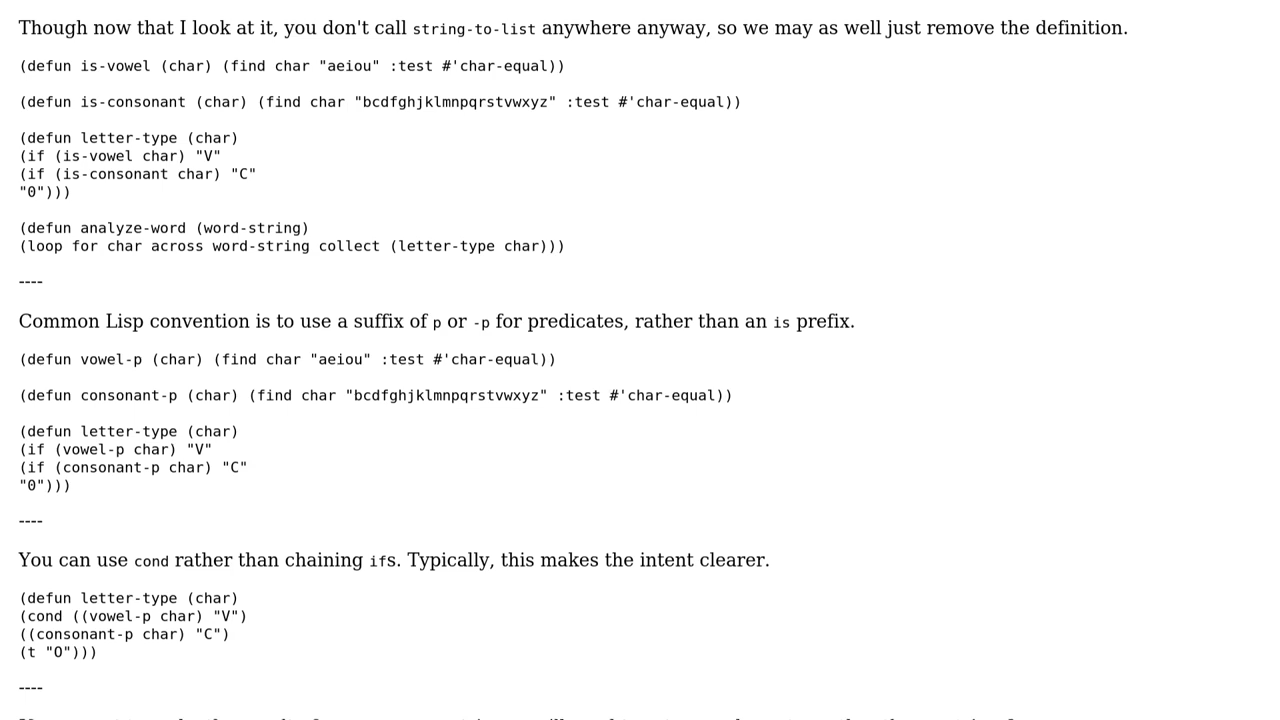 Though now that I look at it, you don't call string-to-list anywhere anyway, so we may as well just remove the definition.
(defun is-vowel (char) (find char "aeiou" :test #'char-equal))
(defun is-consonant (char) (find char "bcdfghjklmnpqrstvwxyz" :test #'char-equal))
(defun letter-type (char)
(if (is-vowel char) "V"
(if (is-consonant char) "C"
"0")))
(defun analyze-word (word-string)
(loop for char across word-string collect (letter-type char)))
----
Common Lisp convention is to use a suffix of p or -p for predicates, rather than an is prefix.
(defun vowel-p (char) (find char "aeiou" :test #'char-equal))
(defun consonant-p (char) (find char "bcdfghjklmnpqrstvwxyz" :test #'char-equal))
(defun letter-type (char)
(if (vowel-p char) "V"
(if (consonant-p char) "C"
"0")))
----
You can use cond rather than chaining ifs. Typically, this makes the intent clearer.
(defun letter-type (char)
(cond ((vowel-p char) "V")
((consonant-p char) "C")
(t "O")))
----